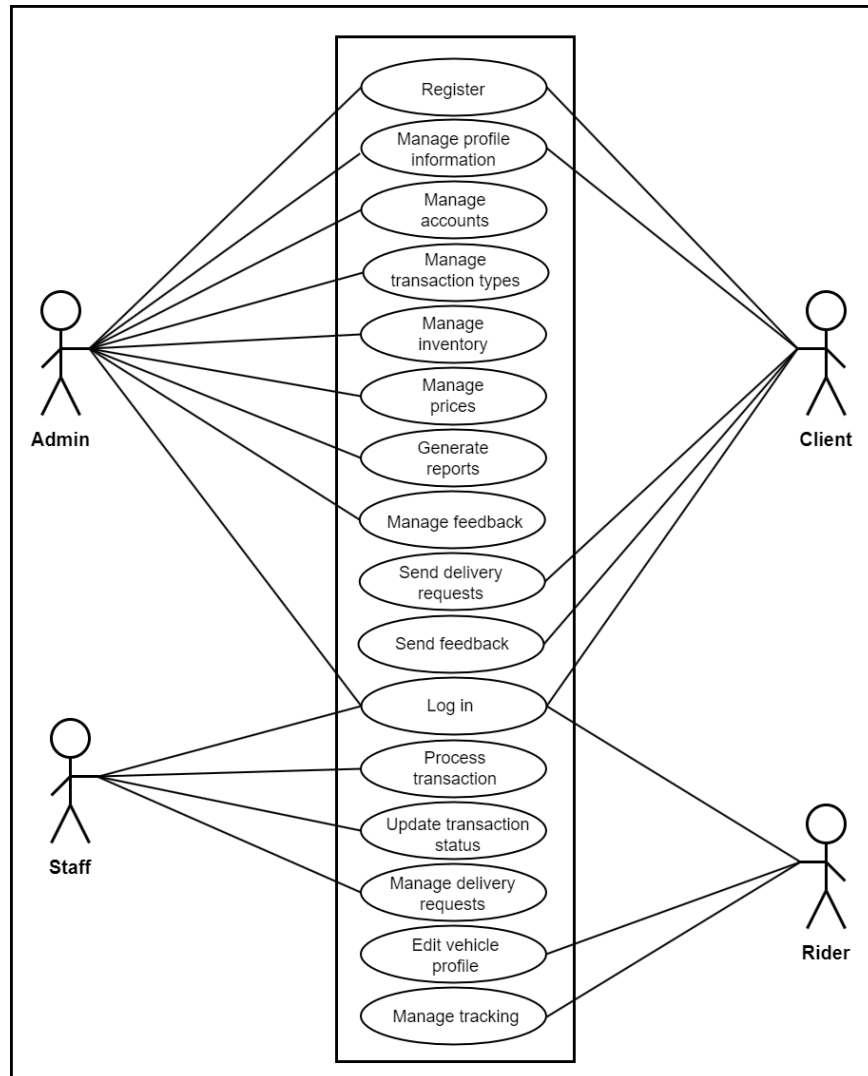 Register
Manage profile
information
Manage
accounts
Manage
transaction types
Manage
inventory
Admin
Client
Manage
prices
Generate
reports
Manage feedback
Send delivery
requests
Send feedback
Log in
Process
transaction
Update transaction
status
Staff
Manage delivery
requests
Edit vehicle
profile
Rider
Manage tracking